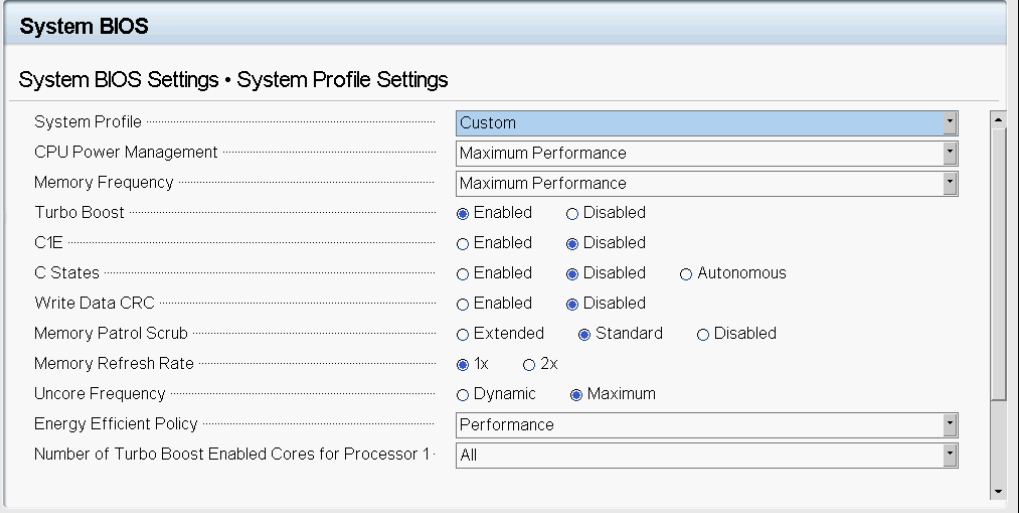 System BIOS
System BIOS Settings • System Profile Settings
System Profile Custom
CPU Power Management Maximum Performance
Memory Frequency Maximum Performance
Turbo Boost Enabled Disabled
C1E Enabled Disabled
C States Enabled Disabled Autonomous
Write Data CRC Enabled Disabled
Memory Patrol Scrub Extended Standard Disabled
Memory Refresh Rate 1x 2x
Uncore Frequency Dynamic Maximum
Energy Efficient Policy Performance
Number of Turbo Boost Enabled Cores for Processor 1 All